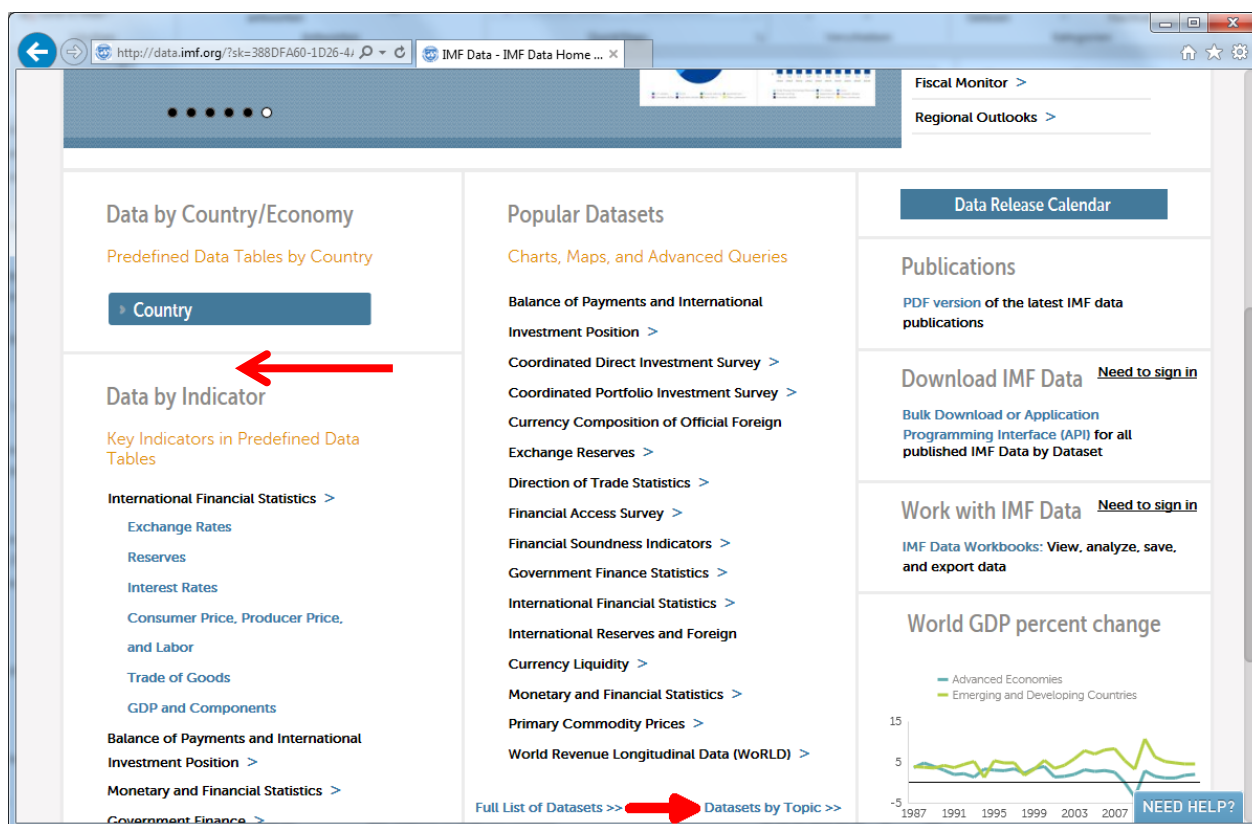 http://data.imf.org/?sk=388DFA60-1D26-4
IMF Data - IMF Data Home ...
Fiscal Monitor >
Regional Outlooks >
Data by Country/Economy
Predefined Data Tables by Country
Country
Data by Indicator
Key Indicators in Predefined Data
Tables
International Financial Statistics >
Exchange Rates
Reserves
Interest Rates
Consumer Price, Producer Price,
and Labor
Trade of Goods
GDP and Components
Balance of Payments and International
Investment Position >
Monetary and Financial Statistics >
Government Finance >
Popular Datasets
Charts, Maps, and Advanced Queries
Balance of Payments and International
Investment Position >
Coordinated Direct Investment Survey >
Coordinated Portfolio Investment Survey >
Currency Composition of Official Foreign
Exchange Reserves >
Direction of Trade Statistics >
Financial Access Survey >
Financial Soundness Indicators >
Government Finance Statistics >
International Financial Statistics >
International Reserves and Foreign
Currency Liquidity >
Monetary and Financial Statistics >
Primary Commodity Prices >
World Revenue Longitudinal Data (WoRLD) >
Full List of Datasets >> Datasets by Topic >>
Data Release Calendar
Publications
PDF version of the latest IMF data
publications
Download IMF Data Need to sign in
Bulk Download or Application
Programming Interface (API) for all
published IMF Data by Dataset
Work with IMF Data Need to sign in
IMF Data Workbooks: View, analyze, save,
and export data
World GDP percent change
Advanced Economies
Emerging and Developing Countries
15
5
-5
1987 1991 1995 1999 2003 2007
NEED HELP?